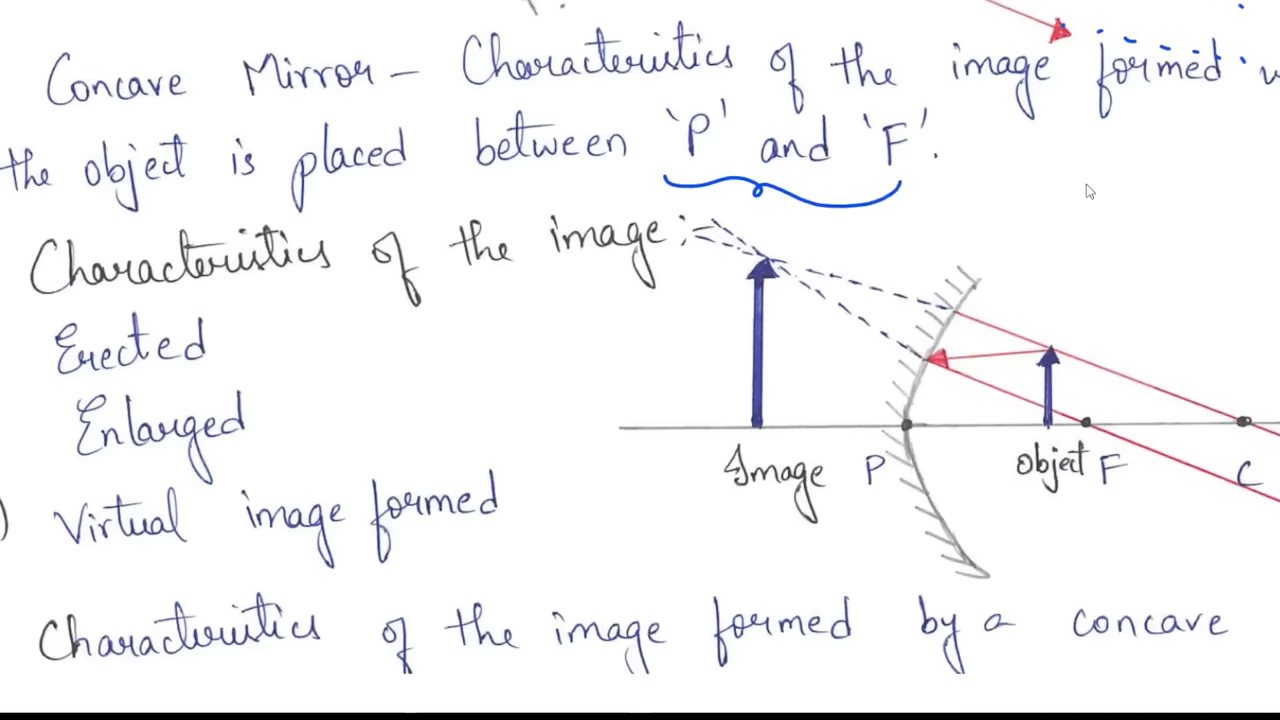 Concave Mirror - Characteristics of the image formed
the object is placed between 'P' and 'F'.
Characteristics of the image :-
Erected
Enlarged
) Virtual image formed
Image P Object F C
Characteristics of the image formed by a concave